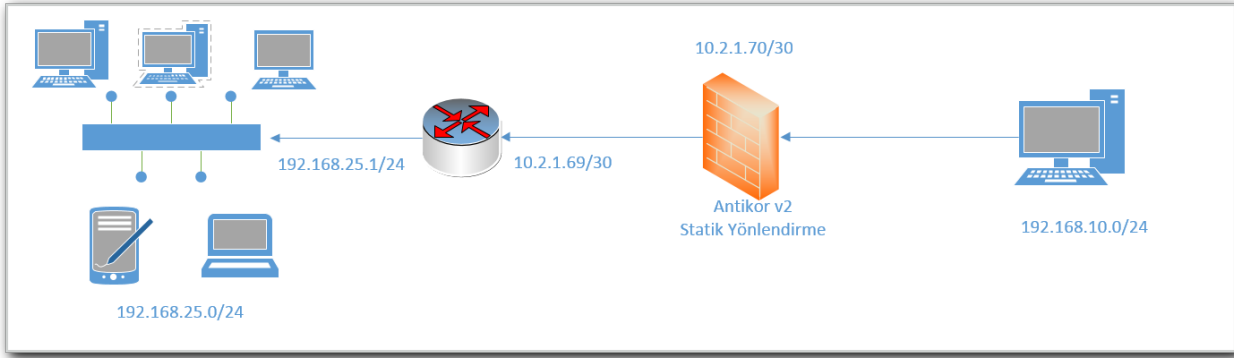 10.2.1.70/30
192.168.25.1/24
10.2.1.69/30
Antikor v2
Statik Yönlendirme
192.168.10.0/24
192.168.25.0/24